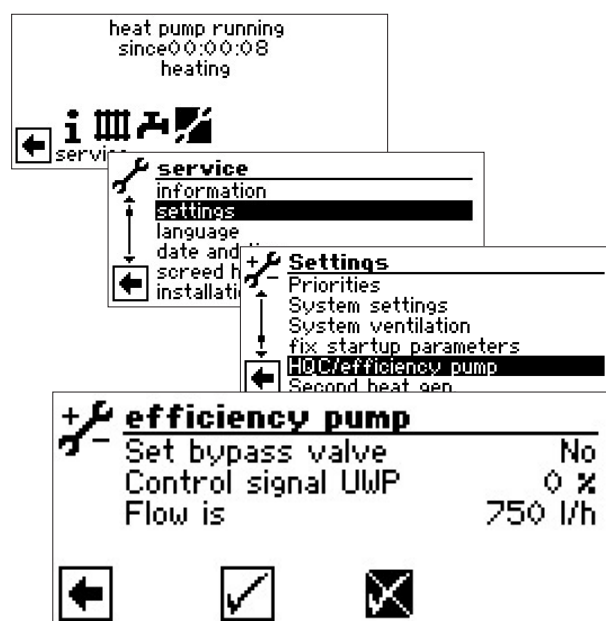 heat pump running
since00:00:08
heating
service
information
settings
language
date and
screed h
installati
Settings
Priorities
System settings
System ventilation
fix startup parameters
HQC/efficiency pump
Second heat gen
efficiency pump
Set bypass valve No
Control signal UWP 0 %
Flow is 750 l/h